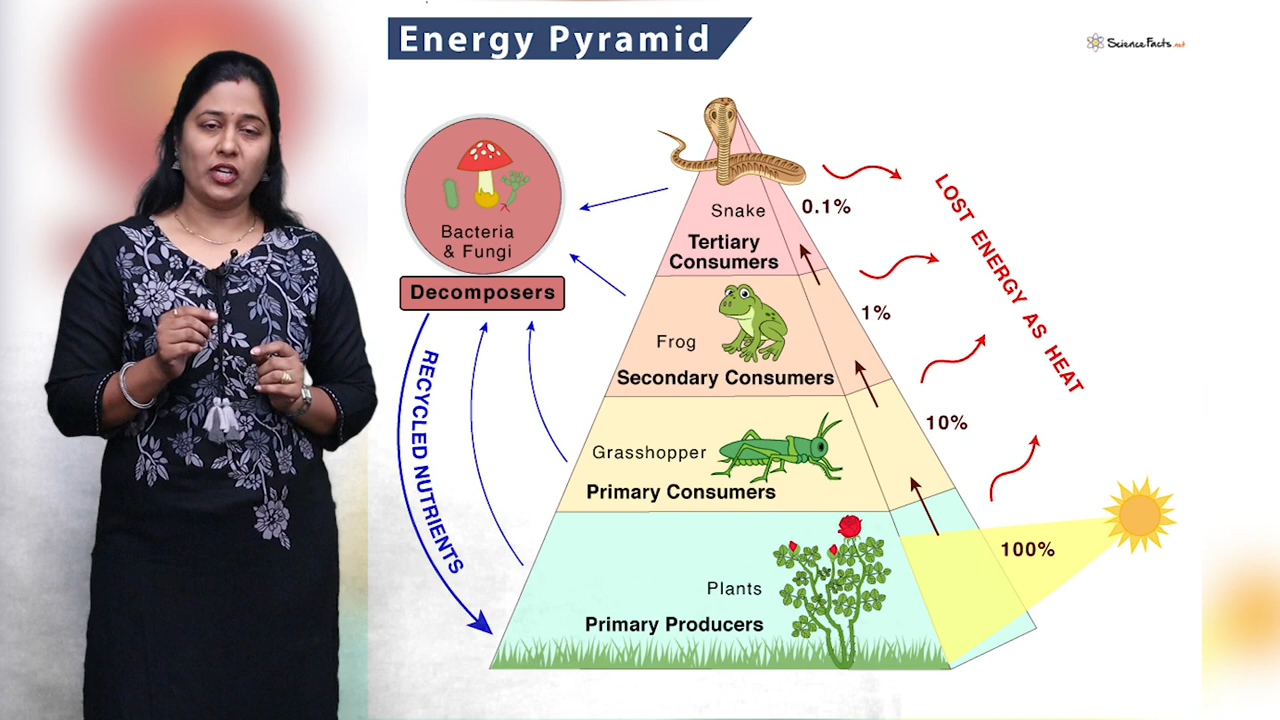 Energy Pyramid
ScienceFacts.net
Bacteria
& Fungi
Decomposers
RECYCLED NUTRIENTS
Snake
Tertiary
Consumers
0.1%
Frog
Secondary Consumers
1%
Grasshopper
Primary Consumers
10%
Plants
Primary Producers
100%
LOST ENERGY AS HEAT